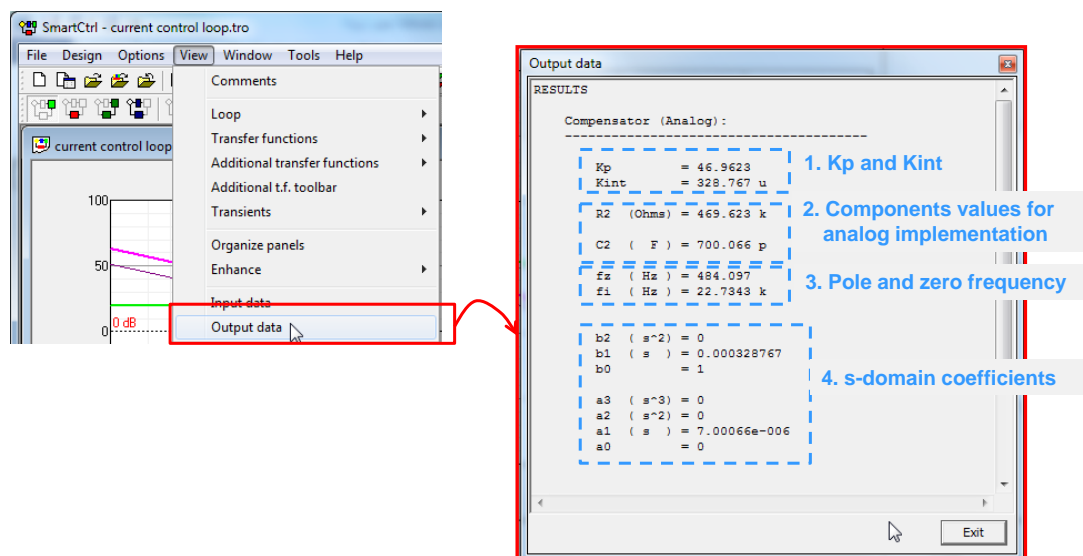 SmartCtrl - current control loop.tro
File Design Options View Window Tools Help
Comments
Loop
Transfer functions
Additional transfer functions
Additional t.f. toolbar
Transients
Organize panels
Enhance
Input data
Output data
current control loop
100
50
0
0 dB
Output data
RESULTS
Compensator (Analog):
----------------------------------------
Kp = 46.9623
Kint = 328.767 u
R2 (Ohms) = 469.623 k
C2 ( F ) = 700.066 p
fz ( Hz ) = 484.097
fi ( Hz ) = 22.7343 k
b2 ( s^2) = 0
b1 ( s ) = 0.000328767
b0 = 1
a3 ( s^3) = 0
a2 ( s^2) = 0
a1 ( s ) = 7.00066e-006
a0 = 0
Exit
1. Kp and Kint
2. Components values for
analog implementation
3. Pole and zero frequency
4. s-domain coefficients